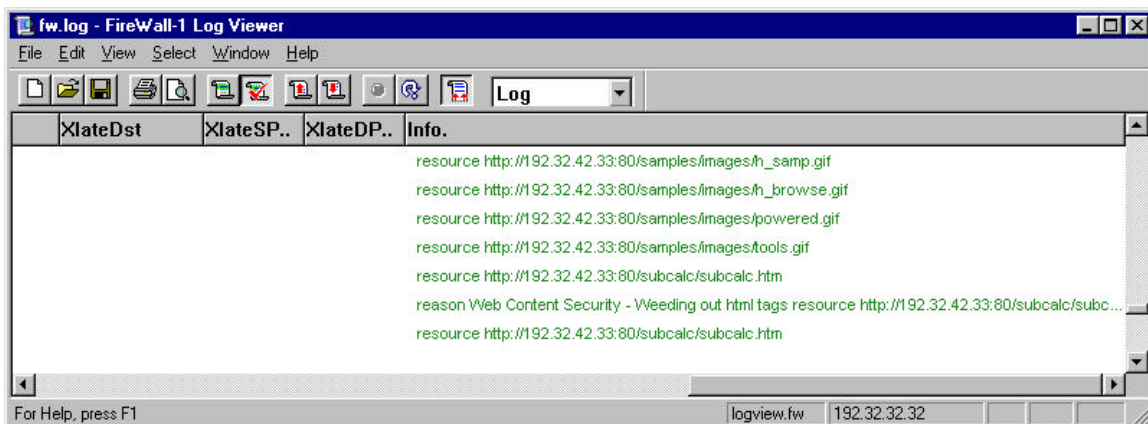 fw.log - FireWall-1 Log Viewer
File Edit View Select Window Help
Log
XlateDst XlateSP.. XlateDP.. Info.
resource http://192.32.42.33:80/samples/images/h_samp.gif
resource http://192.32.42.33:80/samples/images/h_browse.gif
resource http://192.32.42.33:80/samples/images/powered.gif
resource http://192.32.42.33:80/samples/images/tools.gif
resource http://192.32.42.33:80/subcalc/subcalc.htm
reason Web Content Security - Weeding out html tags resource http://192.32.42.33:80/subcalc/subc...
resource http://192.32.42.33:80/subcalc/subcalc.htm
For Help, press F1 logview.fw 192.32.32.32